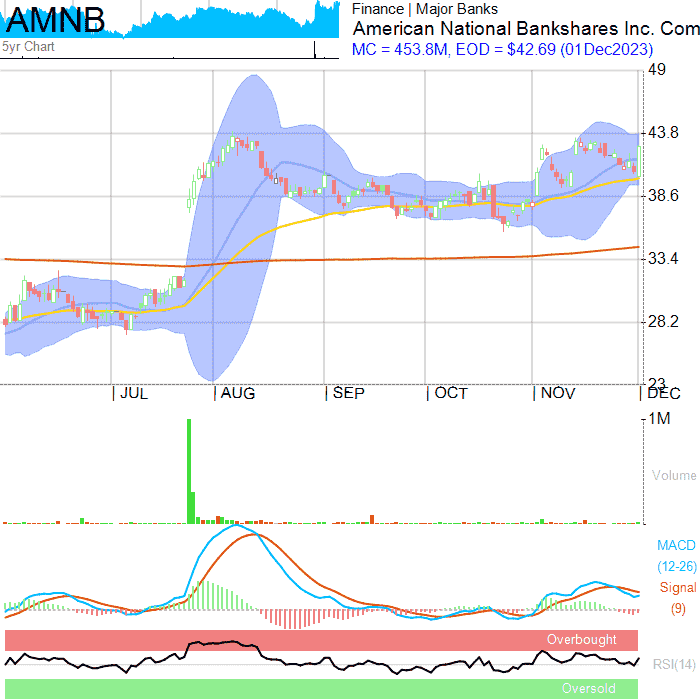 AMNB
Finance | Major Banks
American National Bankshares Inc. Com
5yr Chart
MC = 453.8M, EOD = $42.69 (01Dec2023)
49
43.8
38.6
33.4
28.2
23
JUL AUG SEP OCT NOV DEC
1M
Volume
MACD
(12-26)
Signal
(9)
Overbought
RSI(14)
Oversold